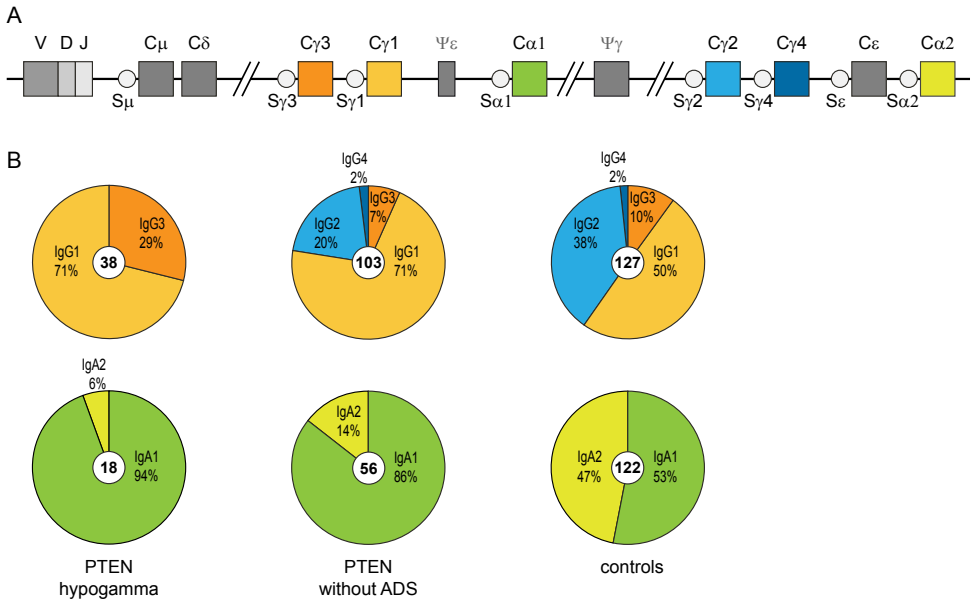 A
V D J Cμ Cδ Cγ3 Cγ1 Ψε Cα1 Ψγ Cγ2 Cγ4 Cε Cα2
Sμ Sγ3 Sγ1 Sα1 Sγ2 Sγ4 Sε Sα2
B
IgG3
29%
IgG1
71%
38
IgG4
2%
IgG3
7%
IgG2
20%
IgG1
71%
103
IgG4
2%
IgG3
10%
IgG2
38%
IgG1
50%
127
IgA2
6%
IgA1
94%
18
IgA2
14%
IgA1
86%
56
IgA2
47%
IgA1
53%
122
PTEN
hypogamma
PTEN
without ADS
controls